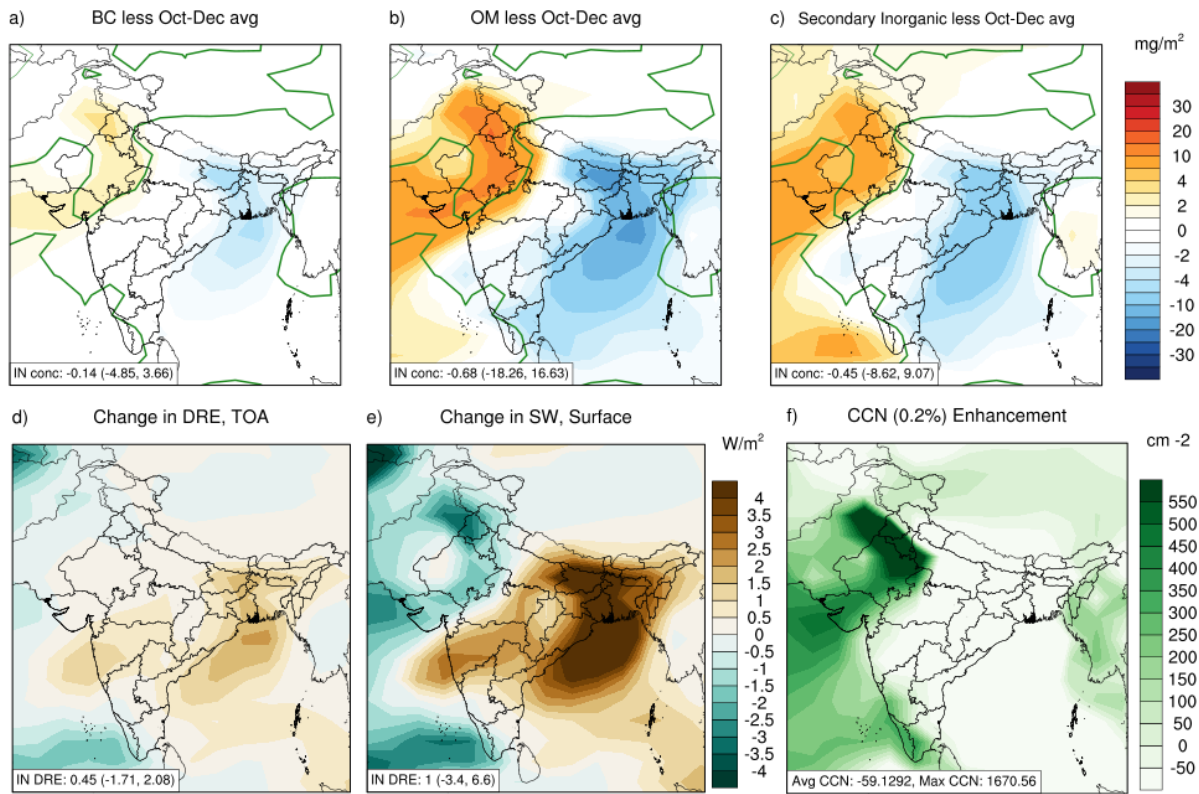 a) BC less Oct-Dec avg
b) OM less Oct-Dec avg
c) Secondary Inorganic less Oct-Dec avg
mg/m²
30
20
10
4
2
0
-2
-4
-10
-20
-30
IN conc: -0.14 (-4.85, 3.66)
IN conc: -0.68 (-18.26, 16.63)
IN conc: -0.45 (-8.62, 9.07)
d) Change in DRE, TOA
e) Change in SW, Surface
W/m²
4
3.5
3
2.5
2
1.5
1
0.5
0
-0.5
-1
-1.5
-2
-2.5
-3
-3.5
-4
f) CCN (0.2%) Enhancement
cm -2
550
500
450
400
350
300
250
200
150
100
50
0
-50
IN DRE: 0.45 (-1.71, 2.08)
IN DRE: 1 (-3.4, 6.6)
Avg CCN: -59.1292, Max CCN: 1670.56